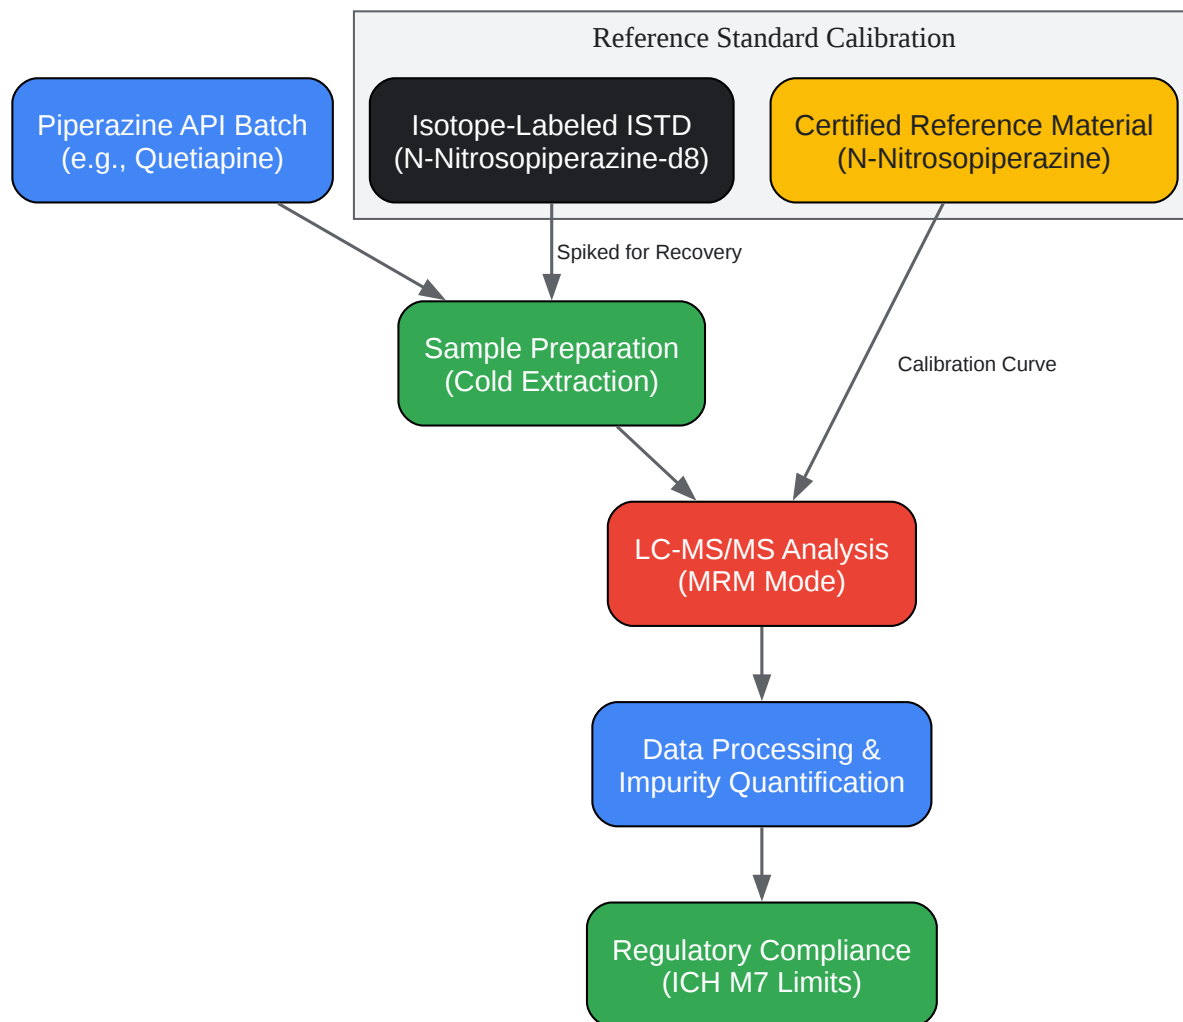 Reference Standard Calibration
Piperazine API Batch
(e.g., Quetiapine)
Isotope-Labeled ISTD
(N-Nitrosopiperazine-d8)
Certified Reference Material
(N-Nitrosopiperazine)
Spiked for Recovery
Sample Preparation
(Cold Extraction)
Calibration Curve
LC-MS/MS Analysis
(MRM Mode)
Data Processing &
Impurity Quantification
Regulatory Compliance
(ICH M7 Limits)